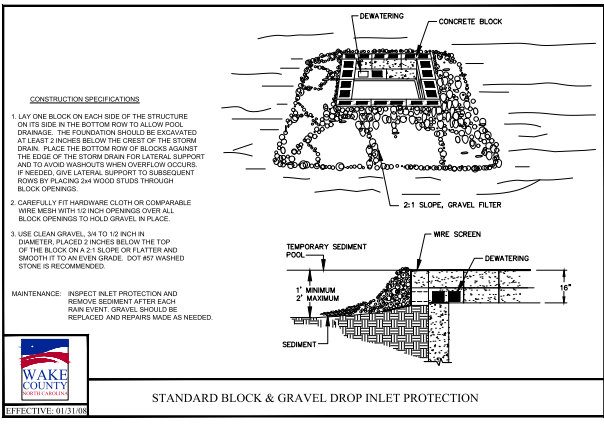 DEWATERING
CONCRETE BLOCK
CONSTRUCTION SPECIFICATIONS
1. LAY ONE BLOCK ON EACH SIDE OF THE STRUCTURE
ON ITS SIDE IN THE BOTTOM ROW TO ALLOW POOL
DRAINAGE. THE FOUNDATION SHOULD BE EXCAVATED
AT LEAST 2 INCHES BELOW THE CREST OF THE STORM
DRAIN. PLACE THE BOTTOM ROW OF BLOCKS AGAINST
THE EDGE OF THE STORM DRAIN FOR LATERAL SUPPORT
AND TO AVOID WASHOUTS WHEN OVERFLOW OCCURS.
IF NEEDED, GIVE LATERAL SUPPORT TO SUBSEQUENT
ROWS BY PLACING 2x4 WOOD STUDS THROUGH
BLOCK OPENINGS.
2. CAREFULLY FIT HARDWARE CLOTH OR COMPARABLE
WIRE MESH WITH 1/2 INCH OPENINGS OVER ALL
BLOCK OPENINGS TO HOLD GRAVEL IN PLACE.
3. USE CLEAN GRAVEL, 3/4 TO 1/2 INCH IN
DIAMETER, PLACED 2 INCHES BELOW THE TOP
OF THE BLOCK ON A 2:1 SLOPE OR FLATTER AND
SMOOTH IT TO AN EVEN GRADE. DOT #57 WASHED
STONE IS RECOMMENDED.
MAINTENANCE: INSPECT INLET PROTECTION AND
REMOVE SEDIMENT AFTER EACH
RAIN EVENT. GRAVEL SHOULD BE
REPLACED AND REPAIRS MADE AS NEEDED.
2:1 SLOPE, GRAVEL FILTER
WIRE SCREEN
TEMPORARY SEDIMENT
POOL
DEWATERING
1' MINIMUM
2' MAXIMUM
16"
SEDIMENT
WAKE
COUNTY
NORTH CAROLINA
EFFECTIVE: 01/31/08
STANDARD BLOCK & GRAVEL DROP INLET PROTECTION